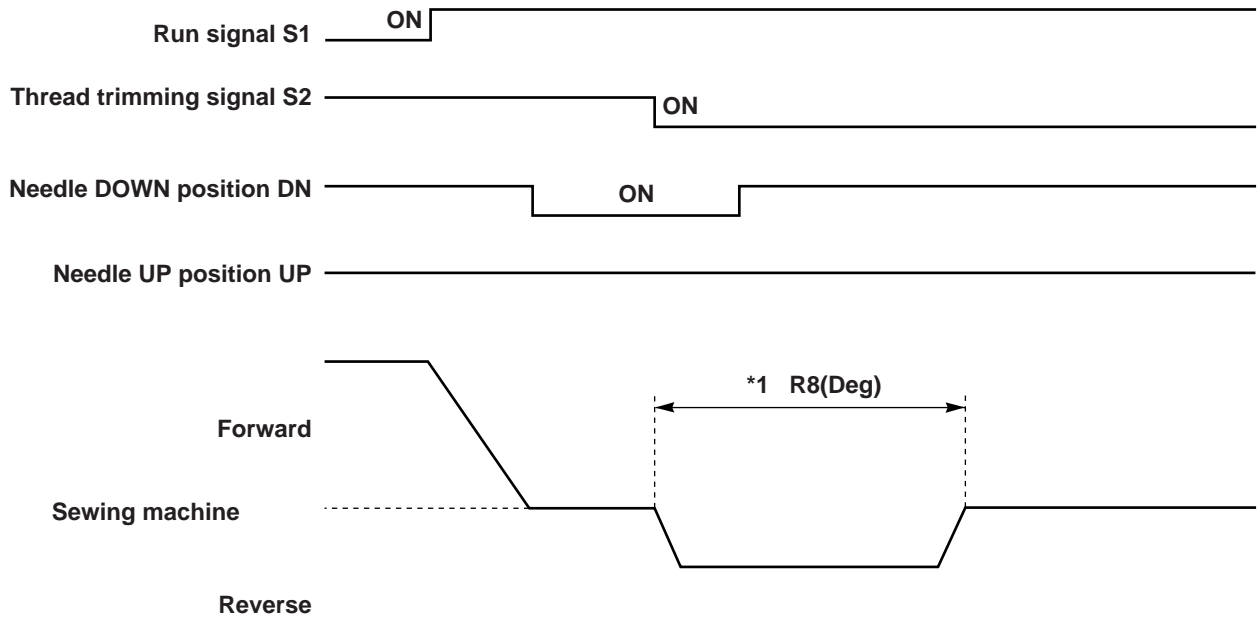 Run signal S1
ON
Thread trimming signal S2
ON
Needle DOWN position DN
ON
Needle UP position UP
*1 R8(Deg)
Forward
Sewing machine
Reverse